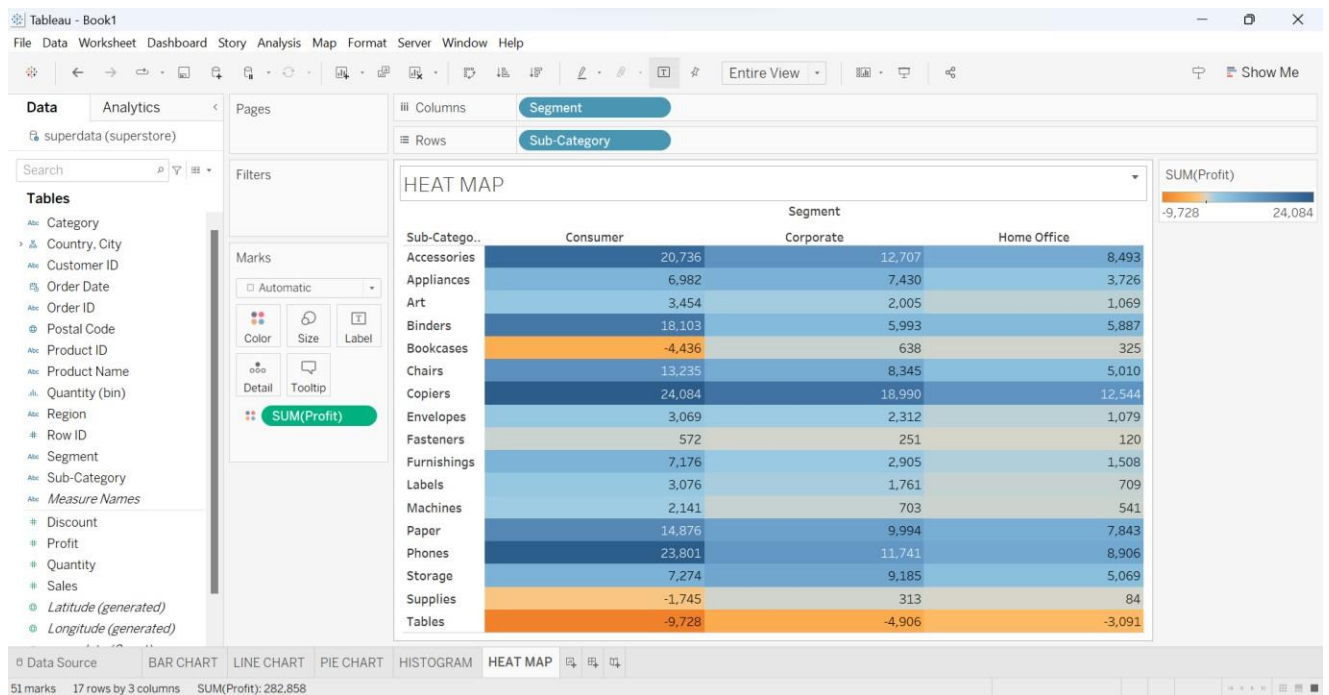 Tableau - Book1
File Data Worksheet Dashboard Story Analysis Map Format Server Window Help
Entire View
Show Me
Data Analytics
superdata (superstore)
Search
Tables
Abc Category
Country, City
Abc Customer ID
Order Date
Abc Order ID
Postal Code
Abc Product ID
Abc Product Name
Quantity (bin)
Abc Region
# Row ID
Abc Segment
Abc Sub-Category
Abc Measure Names
# Discount
# Profit
# Quantity
# Sales
Latitude (generated)
Longitude (generated)
Pages
Filters
Marks
Automatic
Color Size Label
Detail Tooltip
SUM(Profit)
Columns Segment
Rows Sub-Category
HEAT MAP
Segment
Sub-Catego.. Consumer Corporate Home Office
Accessories 20,736 12,707 8,493
Appliances 6,982 7,430 3,726
Art 3,454 2,005 1,069
Binders 18,103 5,993 5,887
Bookcases -4,436 638 325
Chairs 13,235 8,345 5,010
Copiers 24,084 18,990 12,544
Envelopes 3,069 2,312 1,079
Fasteners 572 251 120
Furnishings 7,176 2,905 1,508
Labels 3,076 1,761 709
Machines 2,141 703 541
Paper 14,876 9,994 7,843
Phones 23,801 11,741 8,906
Storage 7,274 9,185 5,069
Supplies -1,745 313 84
Tables -9,728 -4,906 -3,091
SUM(Profit)
-9,728 24,084
Data Source BAR CHART LINE CHART PIE CHART HISTOGRAM HEAT MAP
51 marks 17 rows by 3 columns SUM(Profit): 282,858